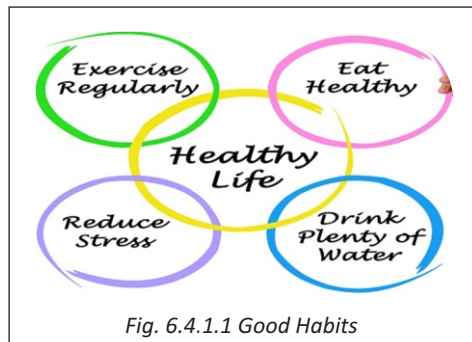 Exercise
Regularly
Eat
Healthy
Healthy
Life
Reduce
Stress
Drink
Plenty of
Water
Fig. 6.4.1.1 Good Habits